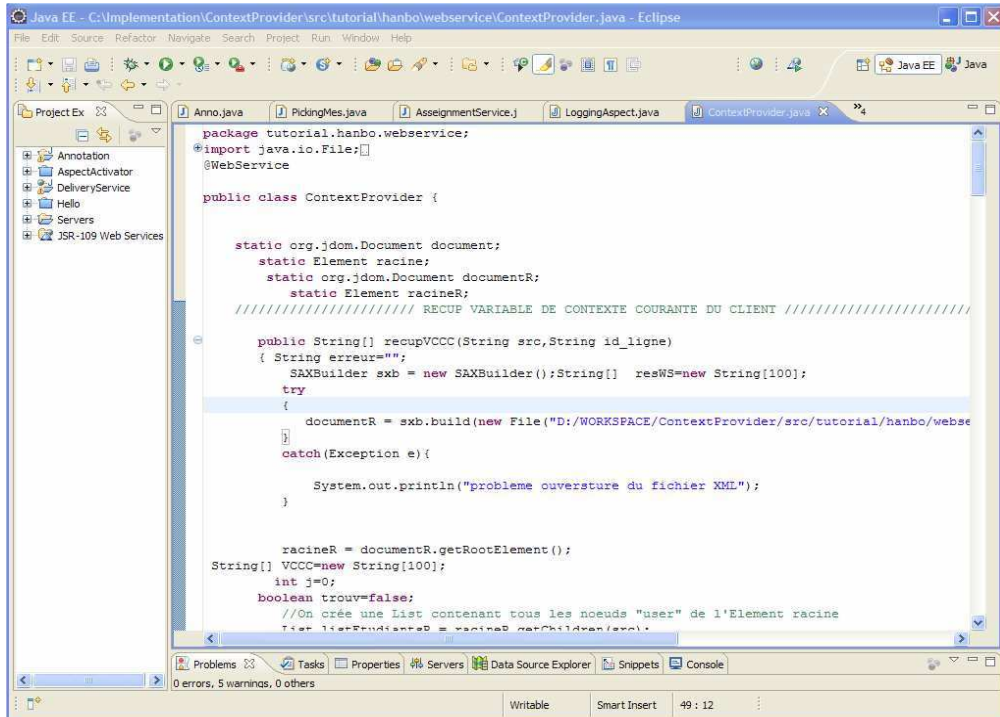 Java EE - C:\Implementation\ContextProvider\src\tutorial\hanbo\webservice\ContextProvider.java - Eclipse
File Edit Source Refactor Navigate Search Project Run Window Help
Java EE Java
Project Ex
Anno.java PickingMes.java AsseignmentService.j LoggingAspect.java ContextProvider.java »4
Annotation
AspectActivator
DeliveryService
Hello
Servers
JSR-109 Web Services
package tutorial.hanbo.webservice;
import java.io.File;
@WebService
public class ContextProvider {
static org.jdom.Document document;
static Element racine;
static org.jdom.Document documentR;
static Element racineR;
/////////////////////// RECUP VARIABLE DE CONTEXTE COURANTE DU CLIENT ////////////////////////
public String[] recupVCCC(String src,String id_ligne)
{ String erreur="";
SAXBuilder sxb = new SAXBuilder();String[] resWS=new String[100];
try
{
documentR = sxb.build(new File("D:/WORKSPACE/ContextProvider/src/tutorial/hanbo/webse
}
catch(Exception e){
System.out.println("probleme ouversture du fichier XML");
}
racineR = documentR.getRootElement();
String[] VCCC=new String[100];
int j=0;
boolean trouv=false;
//On crée une List contenant tous les noeuds "user" de l'Element racine
List listEtudiantsR = racineR.getChildren(src);
Problems Tasks Properties Servers Data Source Explorer Snippets Console
0 errors, 5 warnings, 0 others
Writable Smart Insert 49 : 12